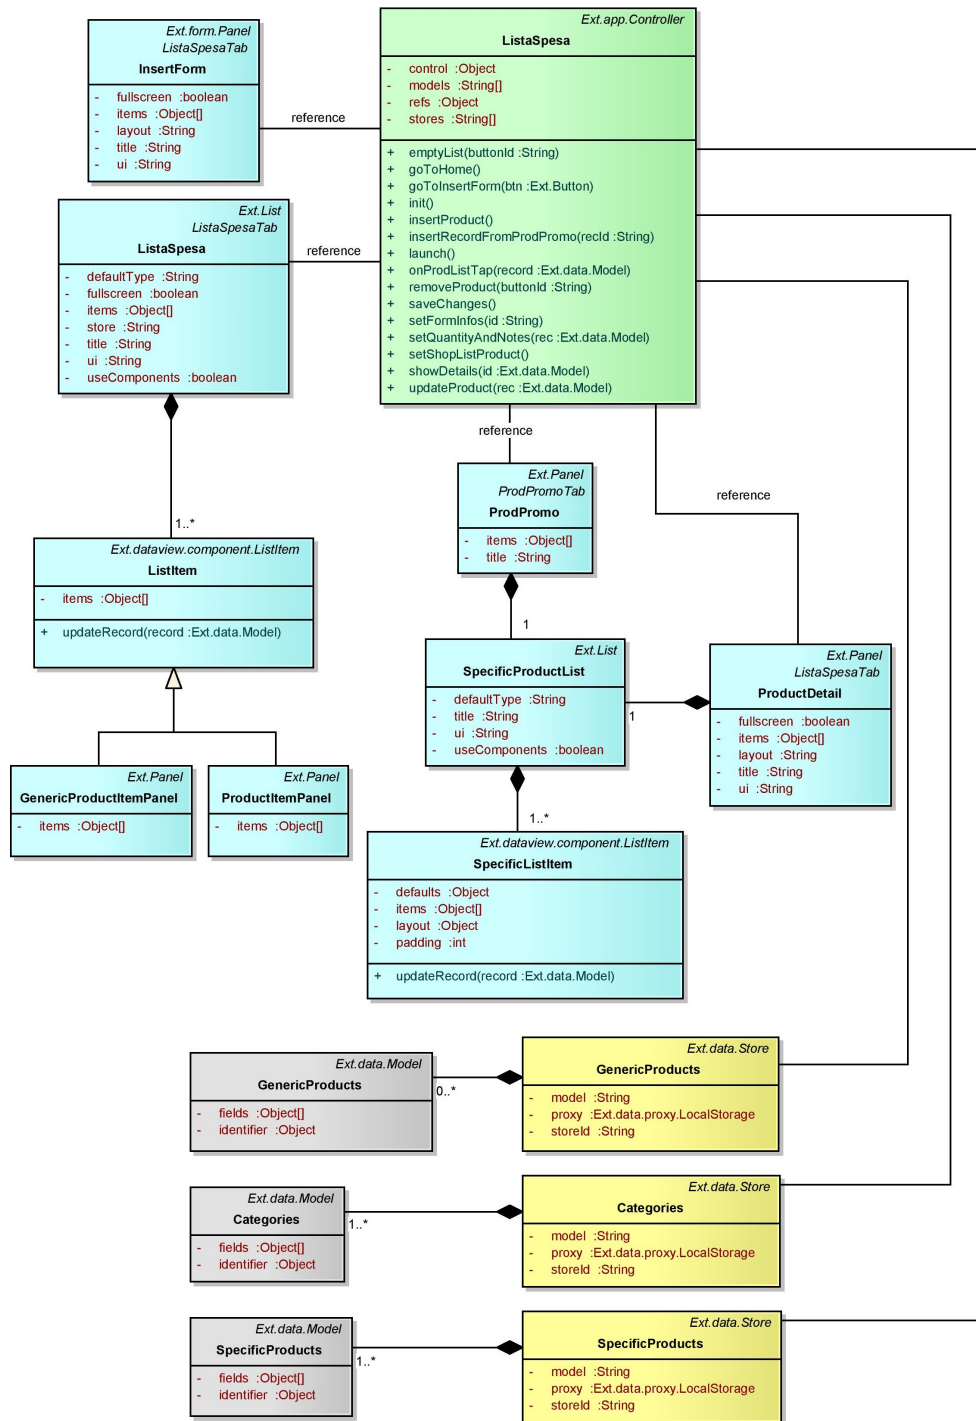 Ext.form.Panel
ListaSpesaTab
InsertForm
- fullscreen :boolean
- items :Object[]
- layout :String
- title :String
- ui :String
reference
Ext.app.Controller
ListaSpesa
- control :Object
- models :String[]
- refs :Object
- stores :String[]
+ emptyList(buttonId :String)
+ goToHome()
+ goToInsertForm(btn :Ext.Button)
+ init()
+ insertProduct()
+ insertRecordFromProdPromo(recId :String)
+ launch()
+ onProdListTap(record :Ext.data.Model)
+ removeProduct(buttonId :String)
+ saveChanges()
+ setFormInfos(id :String)
+ setQuantityAndNotes(rec :Ext.data.Model)
+ setShopListProduct()
+ showDetails(id :Ext.data.Model)
+ updateProduct(rec :Ext.data.Model)
Ext.List
ListaSpesaTab
ListaSpesa
- defaultType :String
- fullscreen :boolean
- items :Object[]
- store :String
- title :String
- ui :String
- useComponents :boolean
reference
1..*
reference
reference
Ext.Panel
ProdPromoTab
ProdPromo
- items :Object[]
- title :String
1
Ext.dataview.component.ListItem
ListItem
- items :Object[]
+ updateRecord(record :Ext.data.Model)
Ext.List
SpecificProductList
- defaultType :String
- title :String
- ui :String
- useComponents :boolean
1
Ext.Panel
ListaSpesaTab
ProductDetail
- fullscreen :boolean
- items :Object[]
- layout :String
- title :String
- ui :String
Ext.Panel
GenericProductItemPanel
- items :Object[]
Ext.Panel
ProductItemPanel
- items :Object[]
1..*
Ext.dataview.component.ListItem
SpecificListItem
- defaults :Object
- items :Object[]
- layout :Object
- padding :int
+ updateRecord(record :Ext.data.Model)
Ext.data.Model
GenericProducts
- fields :Object[]
- identifier :Object
0..*
Ext.data.Store
GenericProducts
- model :String
- proxy :Ext.data.proxy.LocalStorage
- storeId :String
Ext.data.Model
Categories
- fields :Object[]
- identifier :Object
1..*
Ext.data.Store
Categories
- model :String
- proxy :Ext.data.proxy.LocalStorage
- storeId :String
Ext.data.Model
SpecificProducts
- fields :Object[]
- identifier :Object
1..*
Ext.data.Store
SpecificProducts
- model :String
- proxy :Ext.data.proxy.LocalStorage
- storeId :String